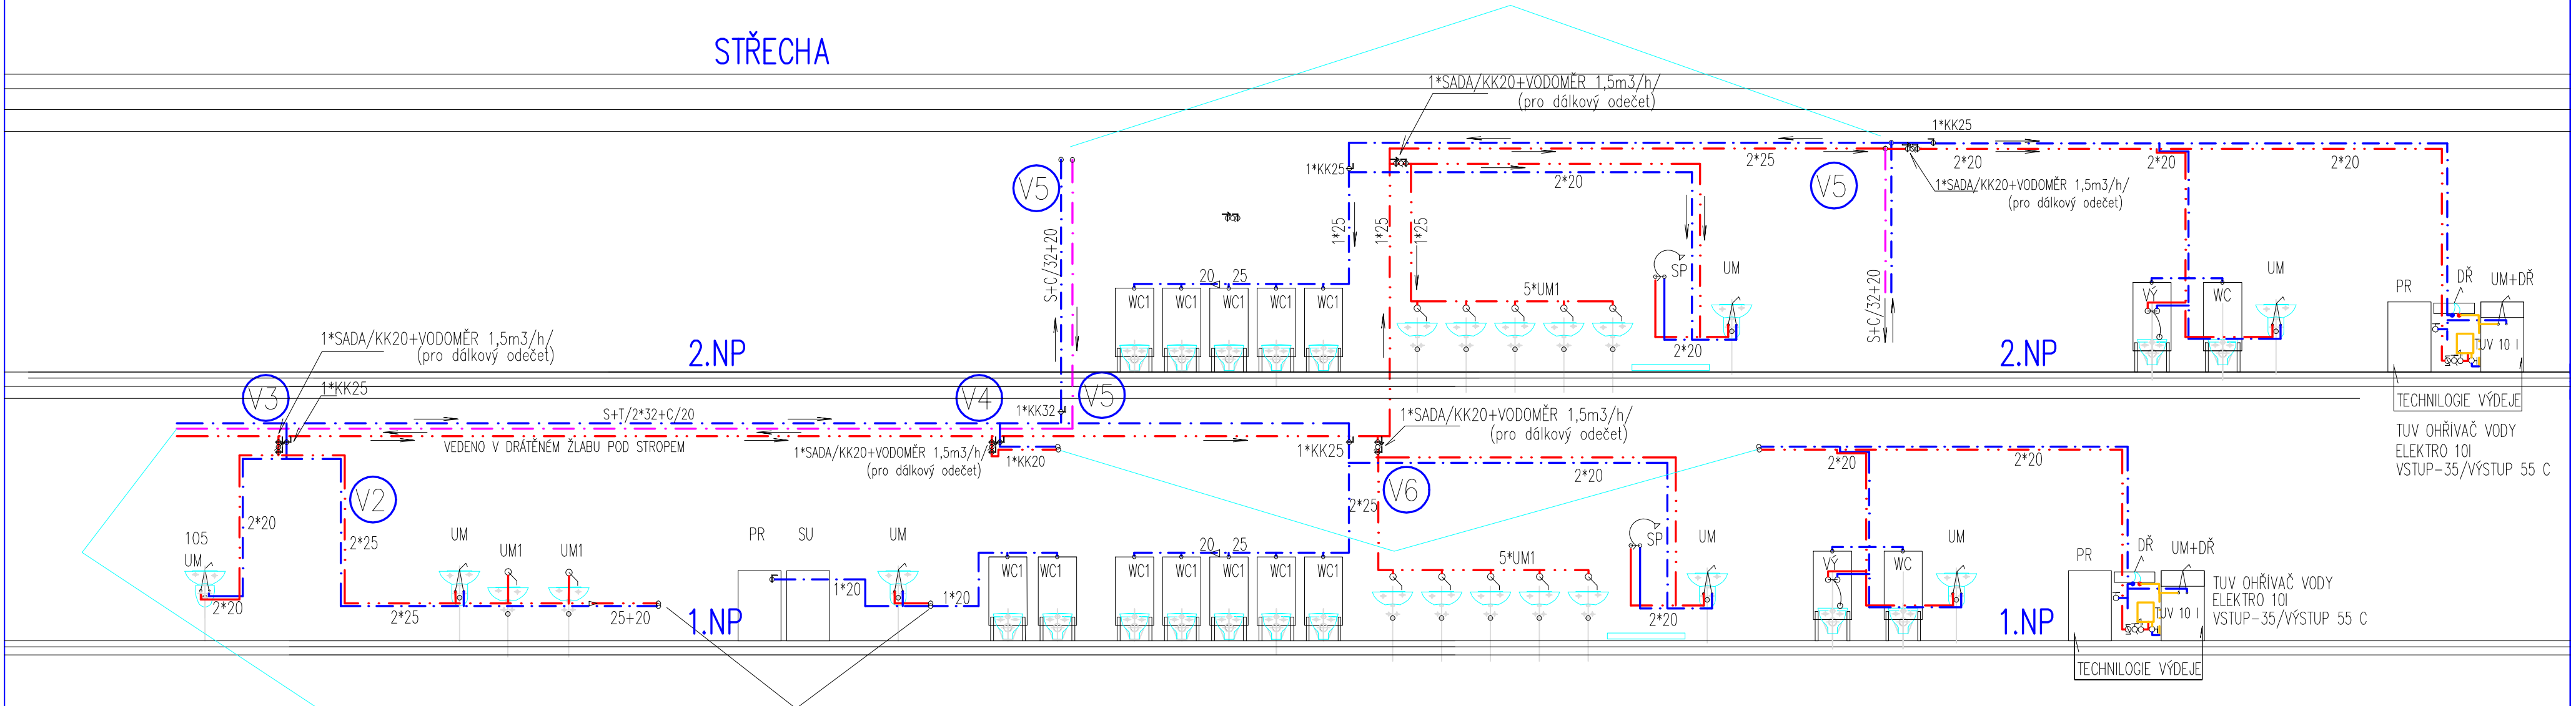 STŘECHA
1*SADA/KK20+VODOMĚR 1,5m3/h/
(pro dálkový odečet)
1*KK25
V5
1*KK25
2*25
2*20
V5
2*20
2*20
2*20
1*SADA/KK20+VODOMĚR 1,5m3/h/
(pro dálkový odečet)
S+C/32+20
1*25
1*25
1*25
20
25
WC1
WC1
WC1
WC1
WC1
5*UM1
SP
UM
2*20
S+C/32+20
VÝ
WC
UM
PR
DŘ
UM+DŘ
TUV 10 l
1*SADA/KK20+VODOMĚR 1,5m3/h/
(pro dálkový odečet)
2.NP
2.NP
V3
1*KK25
V4
V5
1*KK32
TECHNILOGIE VÝDEJE
S+T/2*32+C/20
VEDENO V DRÁTĚNÉM ŽLABU POD STROPEM
1*SADA/KK20+VODOMĚR 1,5m3/h/
(pro dálkový odečet)
1*KK20
1*KK25
1*SADA/KK20+VODOMĚR 1,5m3/h/
(pro dálkový odečet)
TUV OHŘÍVAČ VODY
ELEKTRO 10l
VSTUP-35/VÝSTUP 55 C
V2
V6
2*20
2*25
2*25
2*20
2*20
2*20
105
UM
2*20
UM
UM1
UM1
2*25
25+20
PR
SU
UM
1*20
1*20
WC1
WC1
20
25
WC1
WC1
WC1
WC1
WC1
5*UM1
SP
UM
2*20
VÝ
WC
UM
PR
DŘ
UM+DŘ
TUV 10 l
TUV OHŘÍVAČ VODY
ELEKTRO 10l
VSTUP-35/VÝSTUP 55 C
1.NP
1.NP
TECHNILOGIE VÝDEJE